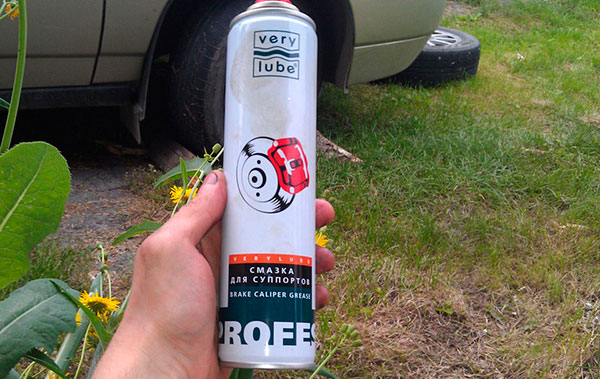 very
lube®
VERYLUBE
СМАЗКА
ДЛЯ СУППОРТОВ
BRAKE CALIPER GREASE
PROFES